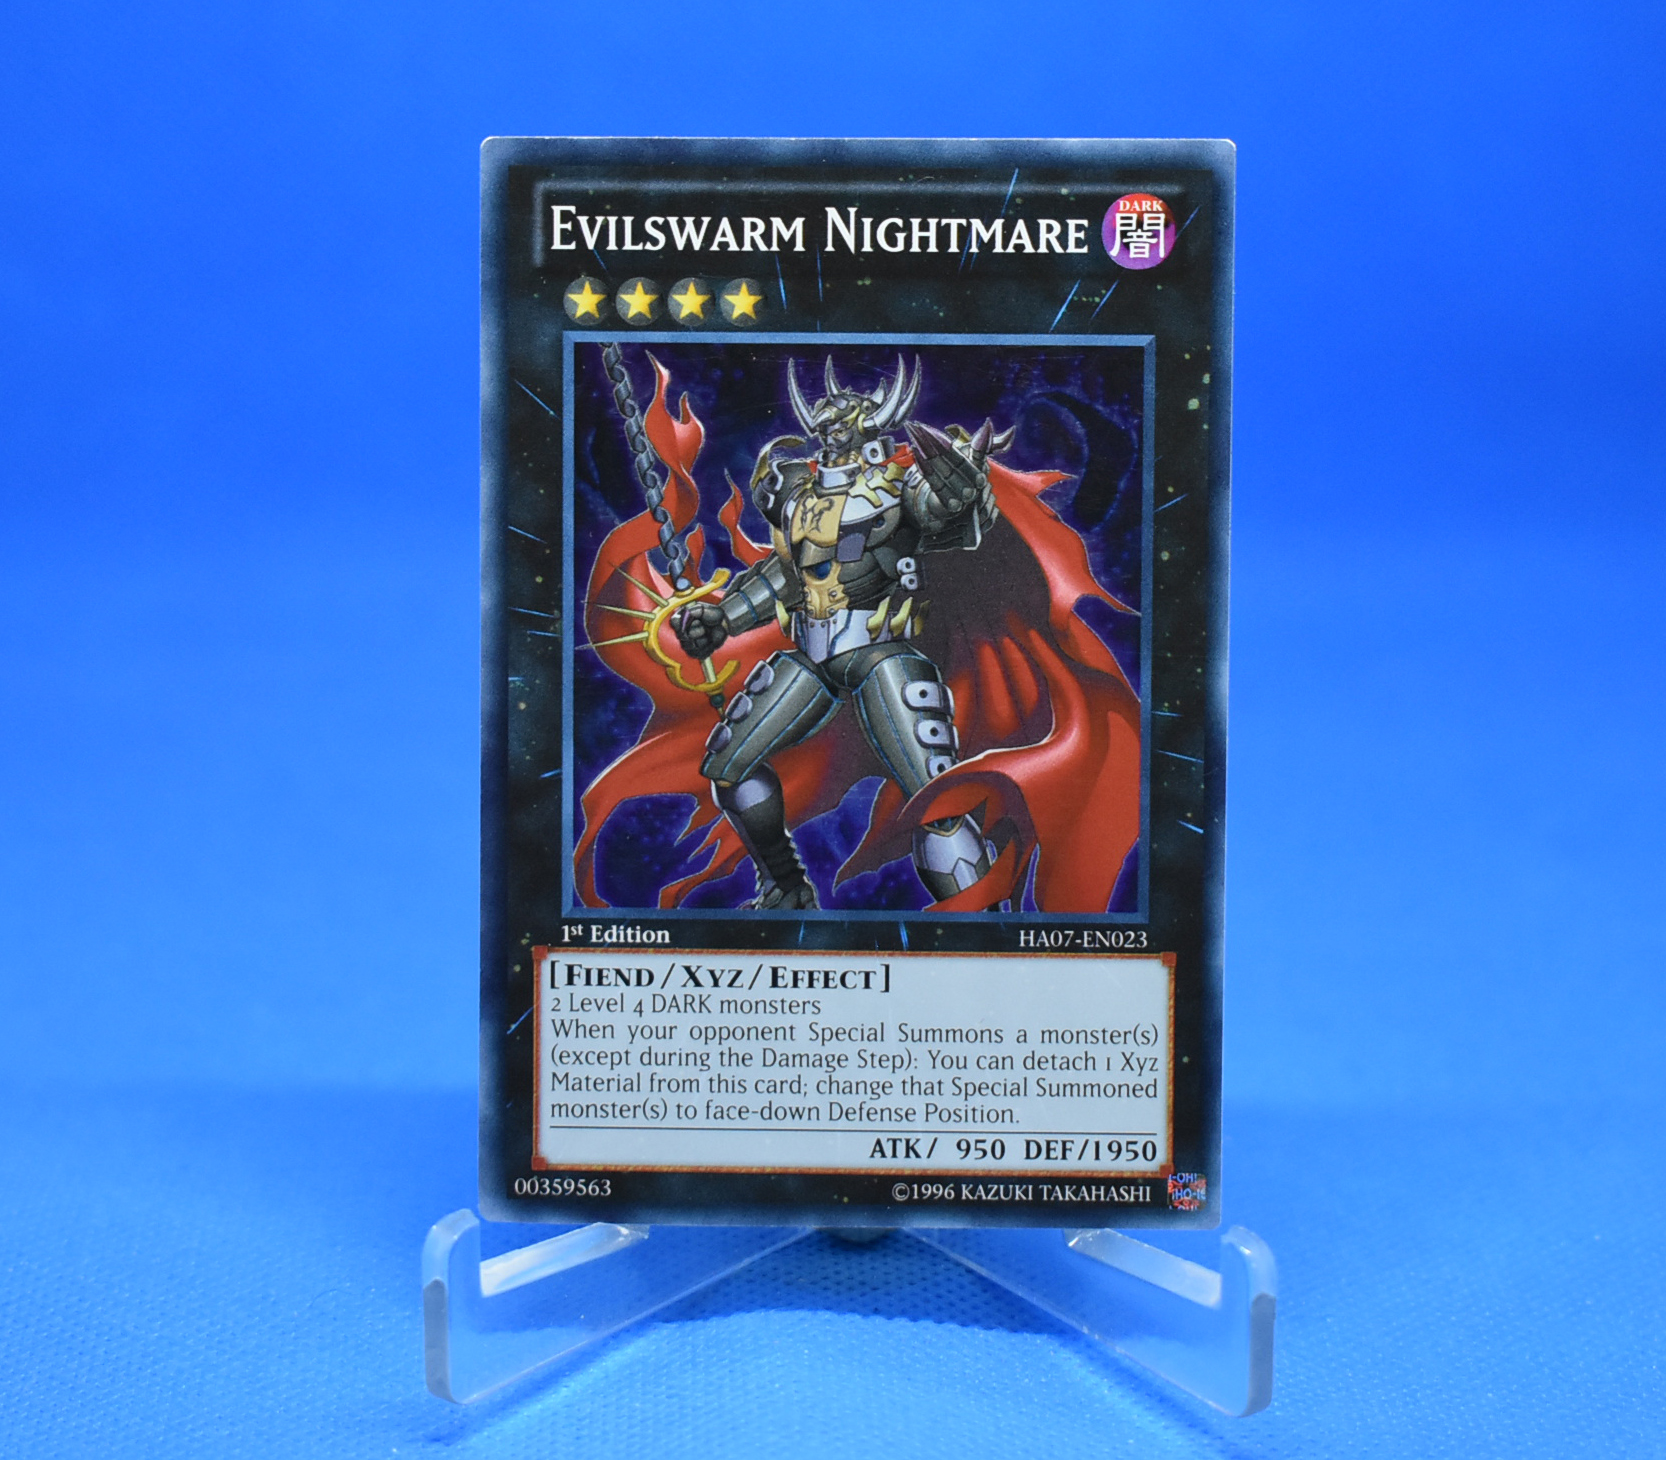 Evilswarm Nightmare
DARK
闇
1st Edition
HA07-EN023
[Fiend/Xyz/Effect]
2 Level 4 DARK monsters
When your opponent Special Summons a monster(s)
(except during the Damage Step): You can detach 1 Xyz
Material from this card; change that Special Summoned
monster(s) to face-down Defense Position.
ATK/ 950 DEF/1950
00359563
©1996 KAZUKI TAKAHASHI